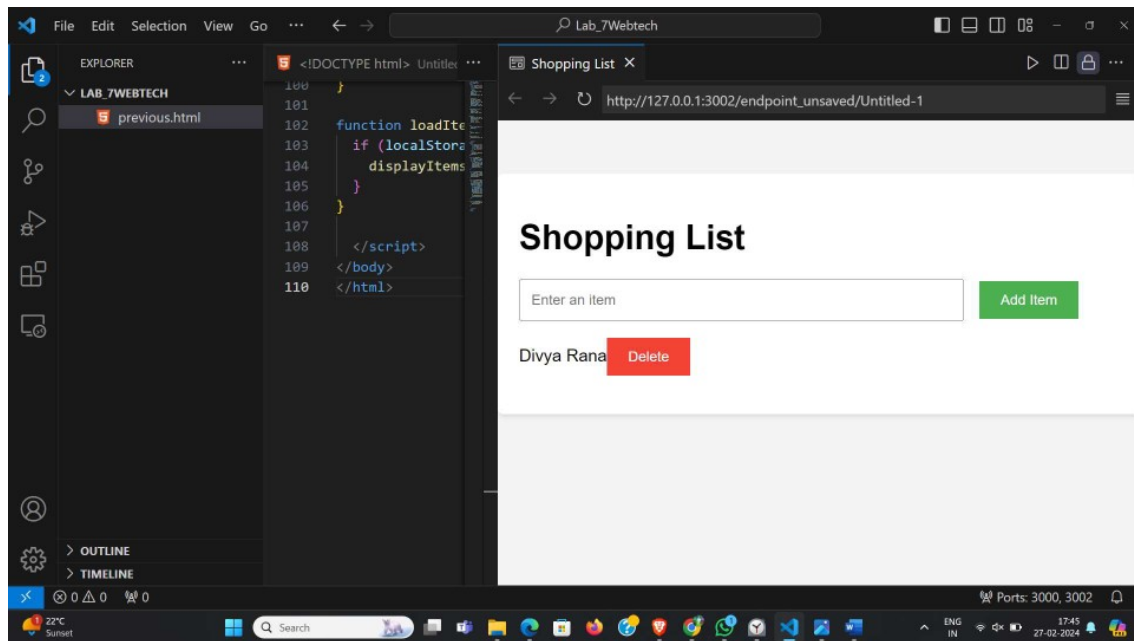 File Edit Selection View Go ··· Lab_7Webtech
EXPLORER ···
2
LAB_7WEBTECH
previous.html
<!DOCTYPE html> Untitled ···
100 }
101
102 function loadIte
103 if (localStora
104 displayItems
105 }
106 }
107
108 </script>
109 </body>
110 </html>
Shopping List
http://127.0.0.1:3002/endpoint_unsaved/Untitled-1
Shopping List
Enter an item
Add Item
Divya Rana
Delete
OUTLINE
TIMELINE
0 0 0 Ports: 3000, 3002
22°C
Sunset
Search
ENG
IN
17:45
27-02-2024